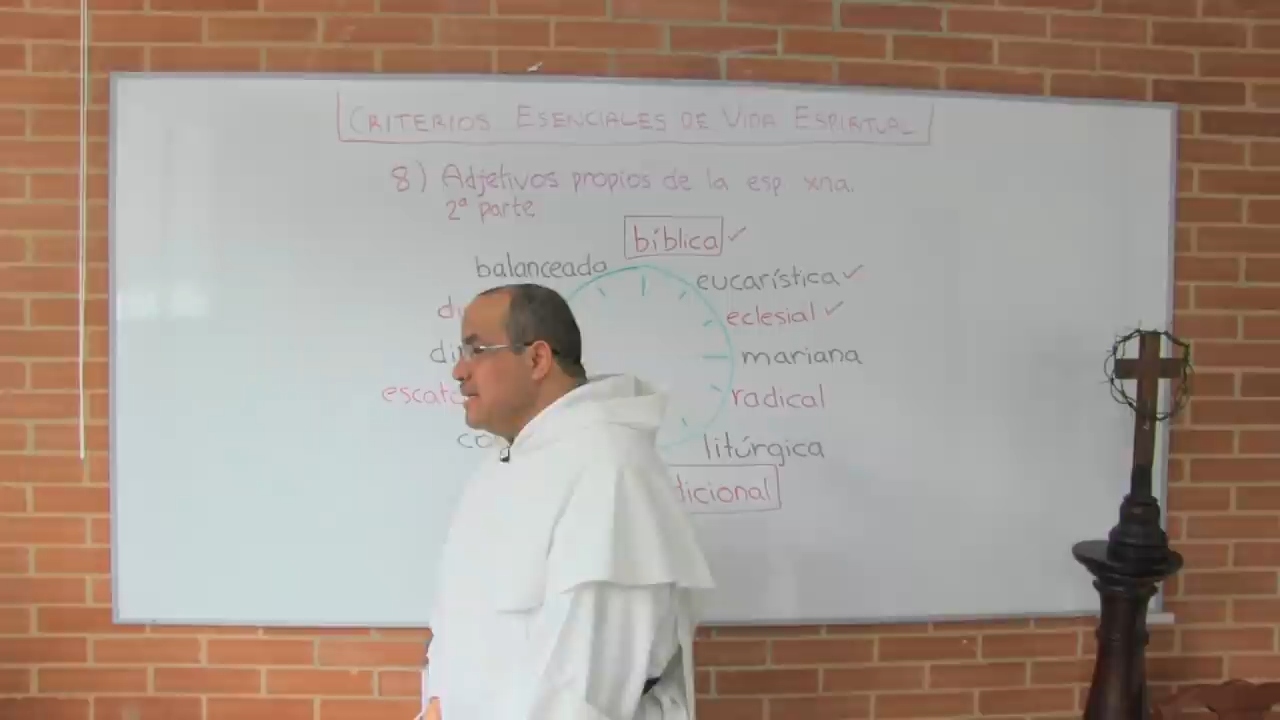 CRITERIOS ESENCIALES DE VIDA ESPIRTUAL
8) Adjetivos propios de la esp xna.
2ª parte
bíblica ✓
balanceada
eucarística ✓
eclesial ✓
mariana
radical
litúrgica